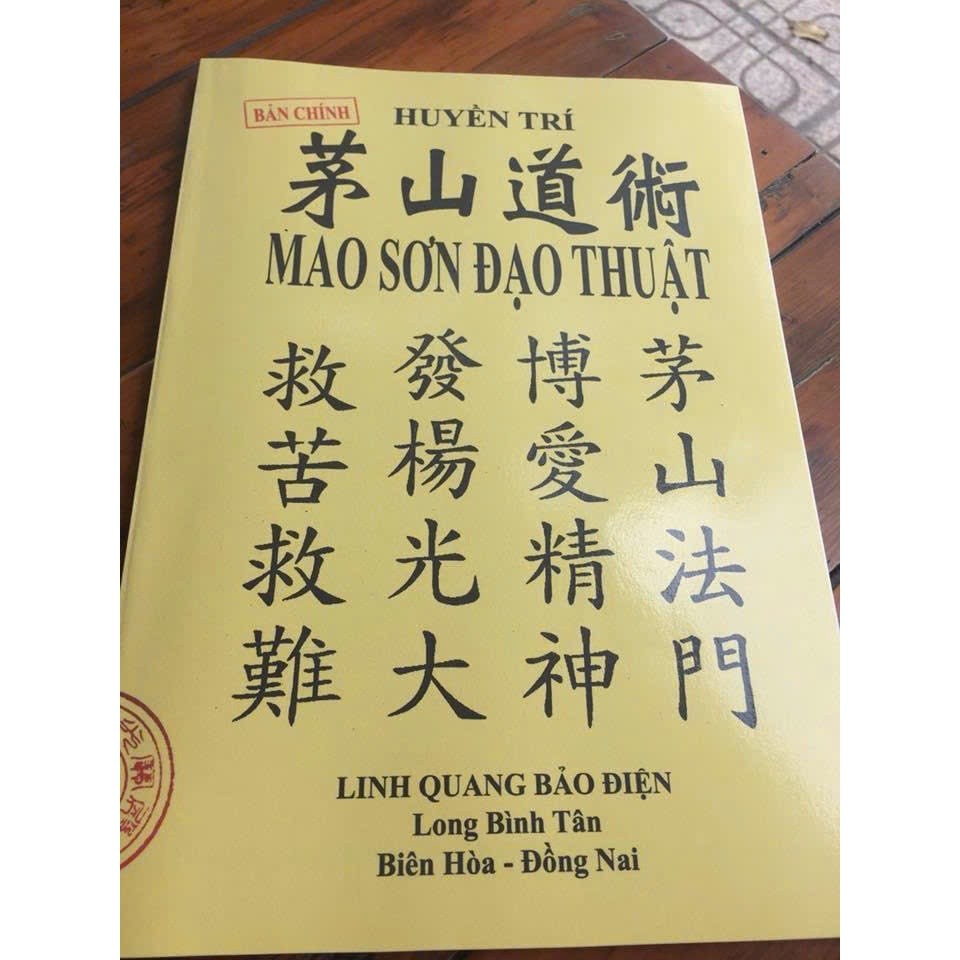 BẢN CHÍNH
HUYỀN TRÍ
茅山道術
MAO SƠN ĐẠO THUẬT
茅山法門
博愛精神
發楊光大
救苦救難
LINH QUANG BẢO ĐIỆN
Long Bình Tân
Biên Hòa - Đồng Nai